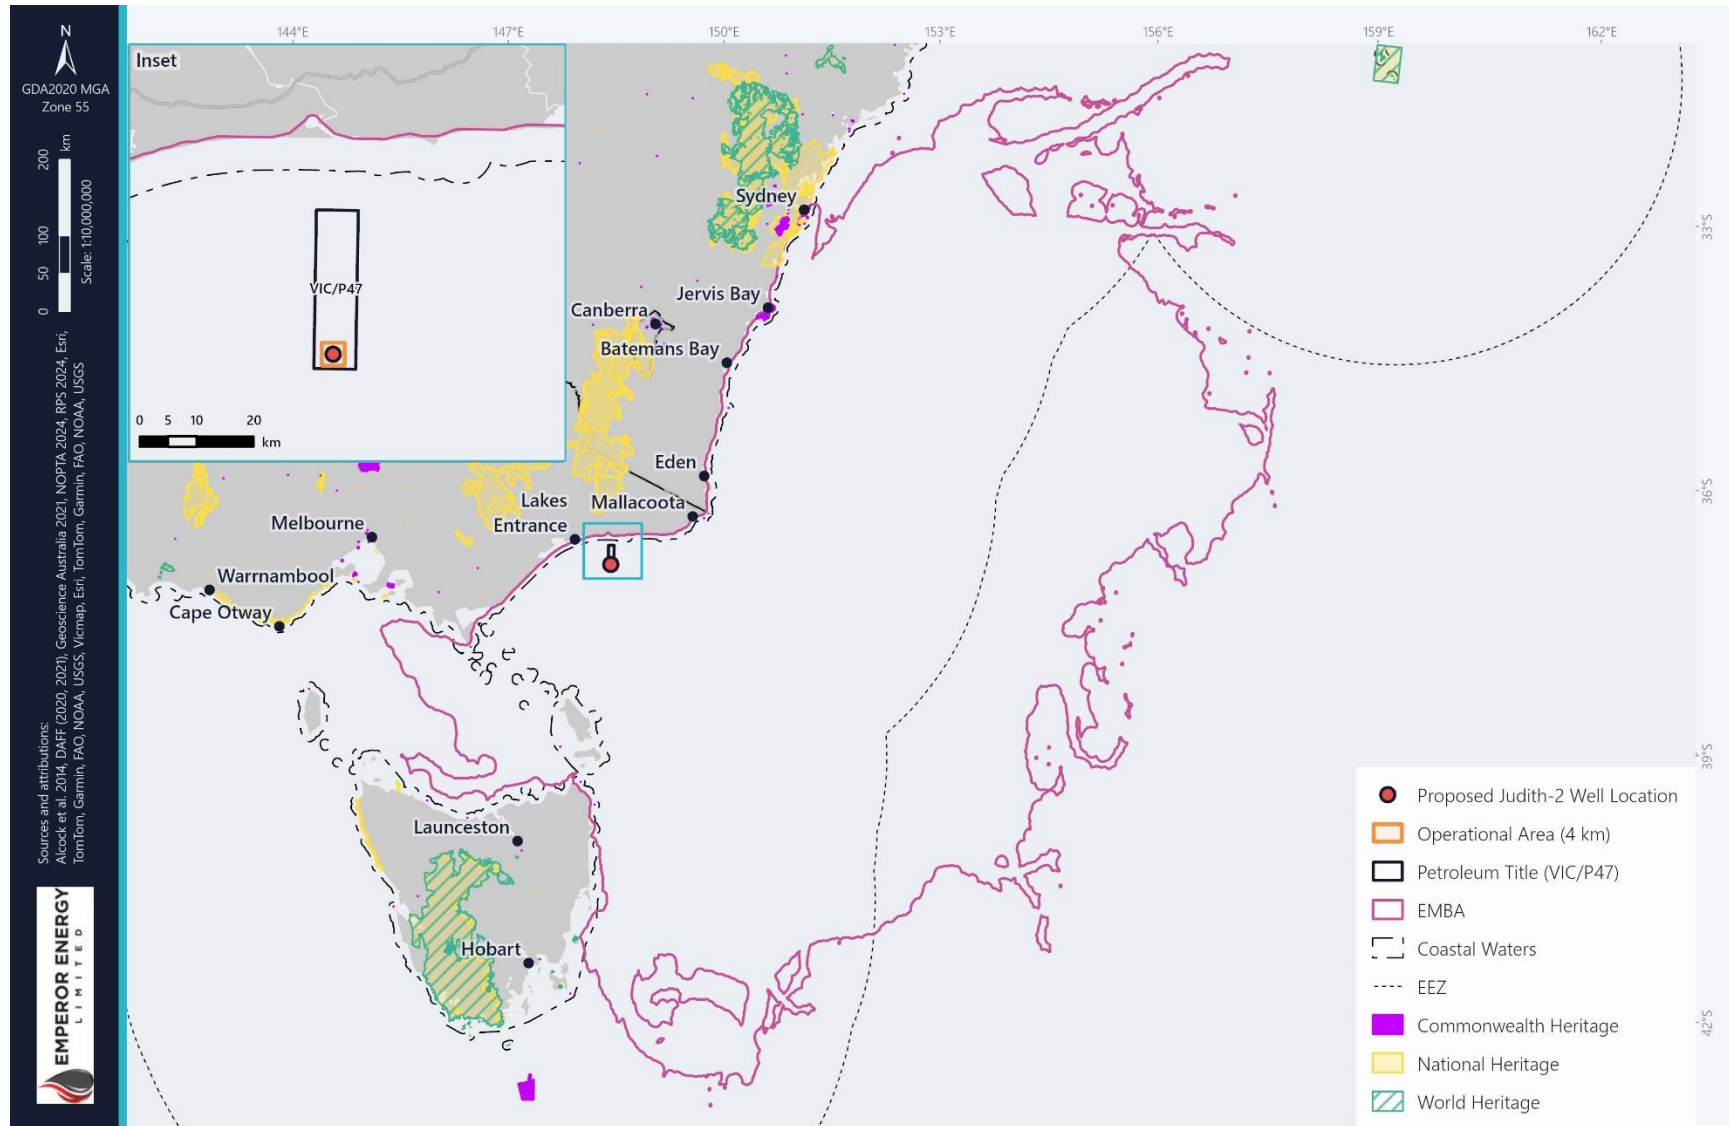 N
GDA2020 MGA
Zone 55
0 50 100 200 km
Scale: 1:10,000,000
Sources and attributions:
Alcock et al. 2014, DAFF (2020, 2021), Geoscience Australia 2021, NOPTA 2024, RPS 2024, Esri,
TomTom, Garmin, FAO, NOAA, USGS, Vicmap, Esri, TomTom, Garmin, FAO, NOAA, USGS
EMPEROR ENERGY
LIMITED
144°E 147°E 150°E 153°E 156°E 159°E 162°E
Inset
VIC/P47
0 5 10 20
km
Sydney
33°S
Jervis Bay
Canberra
Batemans Bay
Eden
36°S
Lakes
Entrance
Mallacoota
Melbourne
Warrnambool
Cape Otway
39°S
Launceston
Hobart
42°S
Proposed Judith-2 Well Location
Operational Area (4 km)
Petroleum Title (VIC/P47)
EMBA
Coastal Waters
EEZ
Commonwealth Heritage
National Heritage
World Heritage